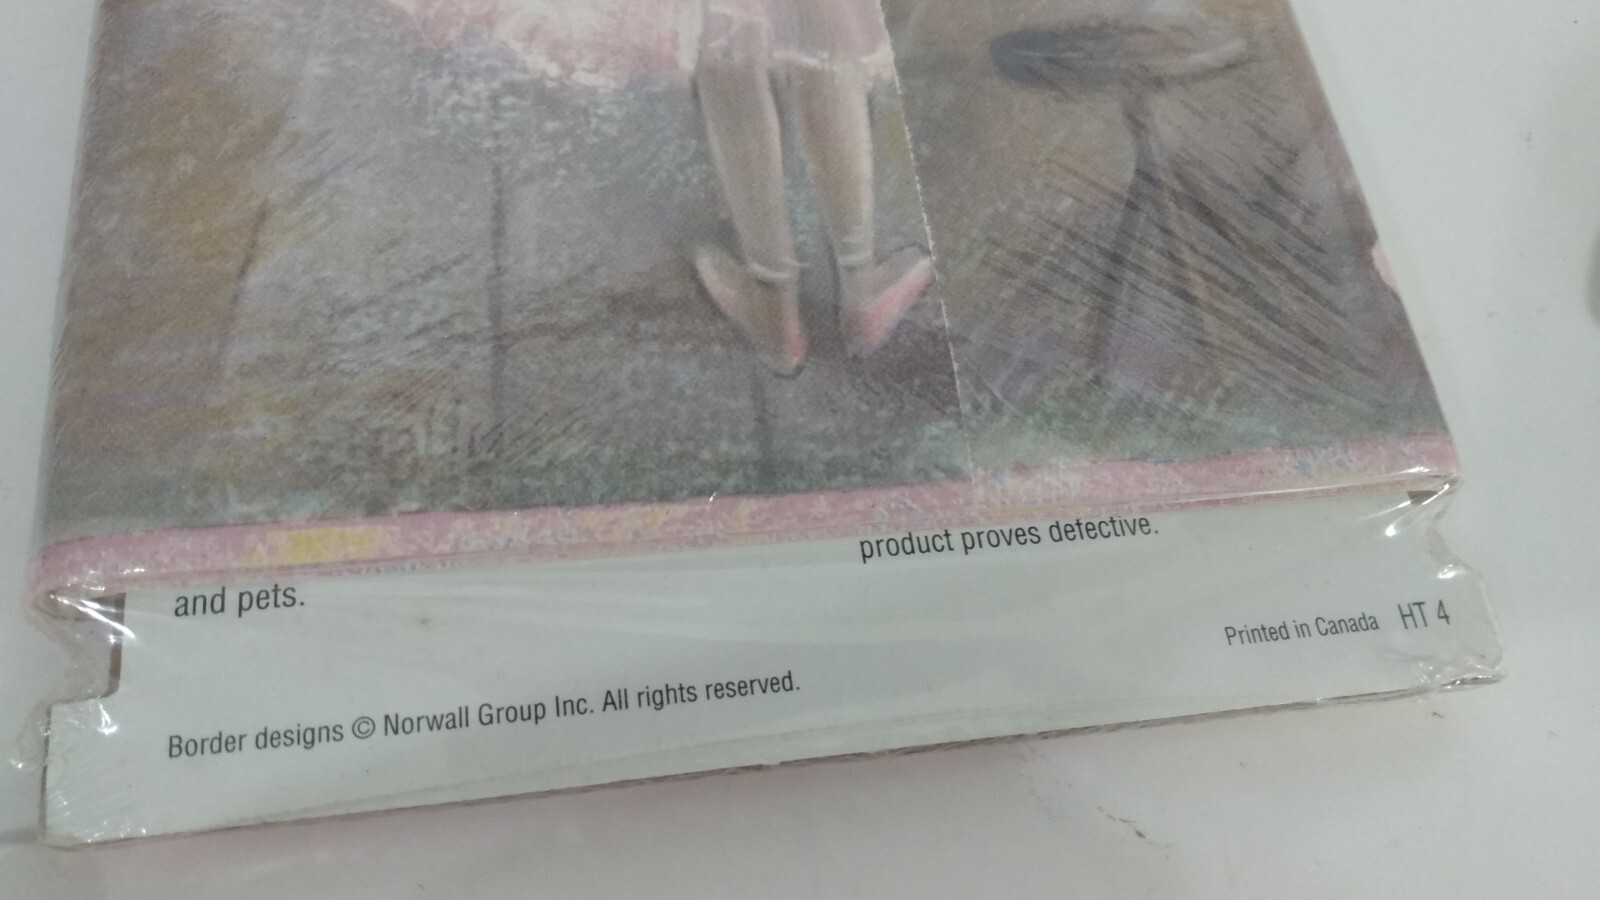 product proves defective.
and pets.
Printed in Canada HT 4
Border designs © Norwall Group Inc. All rights reserved.